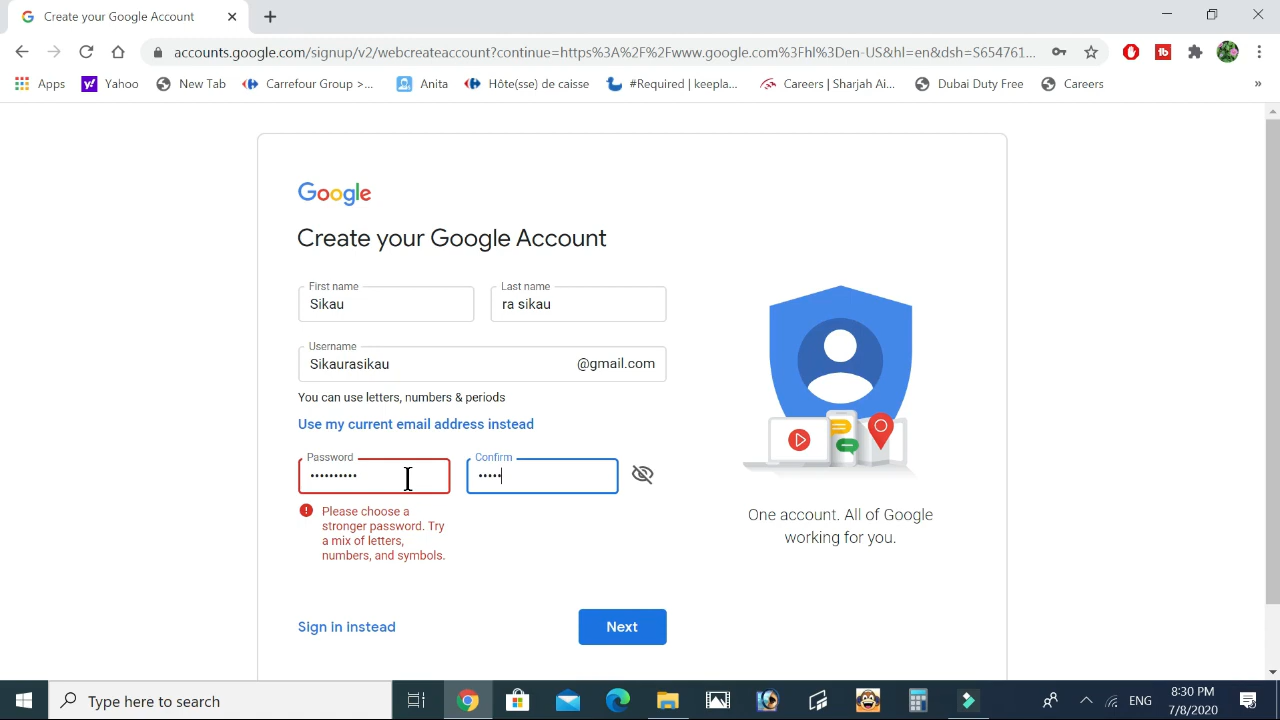 Create your Google Account
accounts.google.com/signup/v2/webcreateaccount?continue=https%3A%2F%2Fwww.google.com%3Fhl%3Den-US&hl=en&dsh=S654761...
Apps Yahoo New Tab Carrefour Group >... Anita Hôte(sse) de caisse #Required | keepla... Careers | Sharjah Ai... Dubai Duty Free Careers »
Google
Create your Google Account
First name Last name
Sikau ra sikau
Username
Sikaurasikau @gmail.com
You can use letters, numbers & periods
Use my current email address instead
Password Confirm
•••••••••• •••••
Please choose a
stronger password. Try
a mix of letters,
numbers, and symbols.
One account. All of Google
working for you.
Sign in instead Next
Type here to search
ENG
8:30 PM
7/8/2020